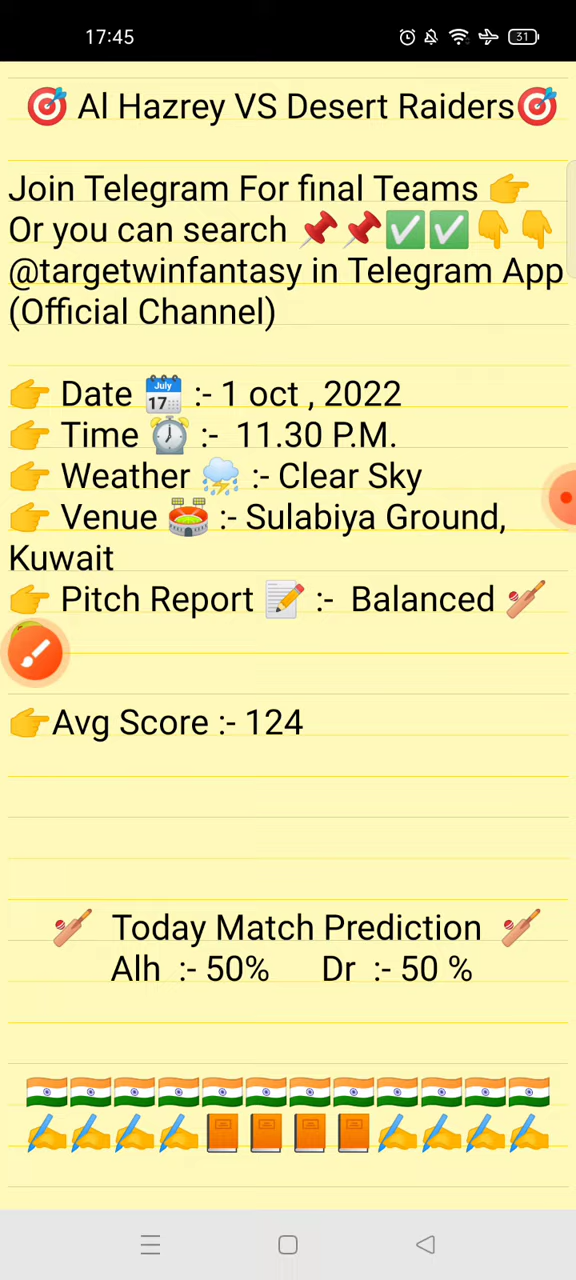 17:45
31
🎯 Al Hazrey VS Desert Raiders🎯
Join Telegram For final Teams 👉
Or you can search 📌📌✅✅👇👇
@targetwinfantasy in Telegram App
(Official Channel)
👉 Date 📅 :- 1 oct , 2022
👉 Time ⏰ :-  11.30 P.M.
👉 Weather ⛈️ :- Clear Sky
👉 Venue 🏟️ :- Sulabiya Ground,
Kuwait
👉 Pitch Report 📝 :-  Balanced 🏏
👉Avg Score :- 124
🏏  Today Match Prediction  🏏
Alh  :- 50%      Dr  :- 50 %
🇮🇳🇮🇳🇮🇳🇮🇳🇮🇳🇮🇳🇮🇳🇮🇳🇮🇳🇮🇳🇮🇳🇮🇳
✍️✍️✍️✍️📙📙📙📙✍️✍️✍️✍️